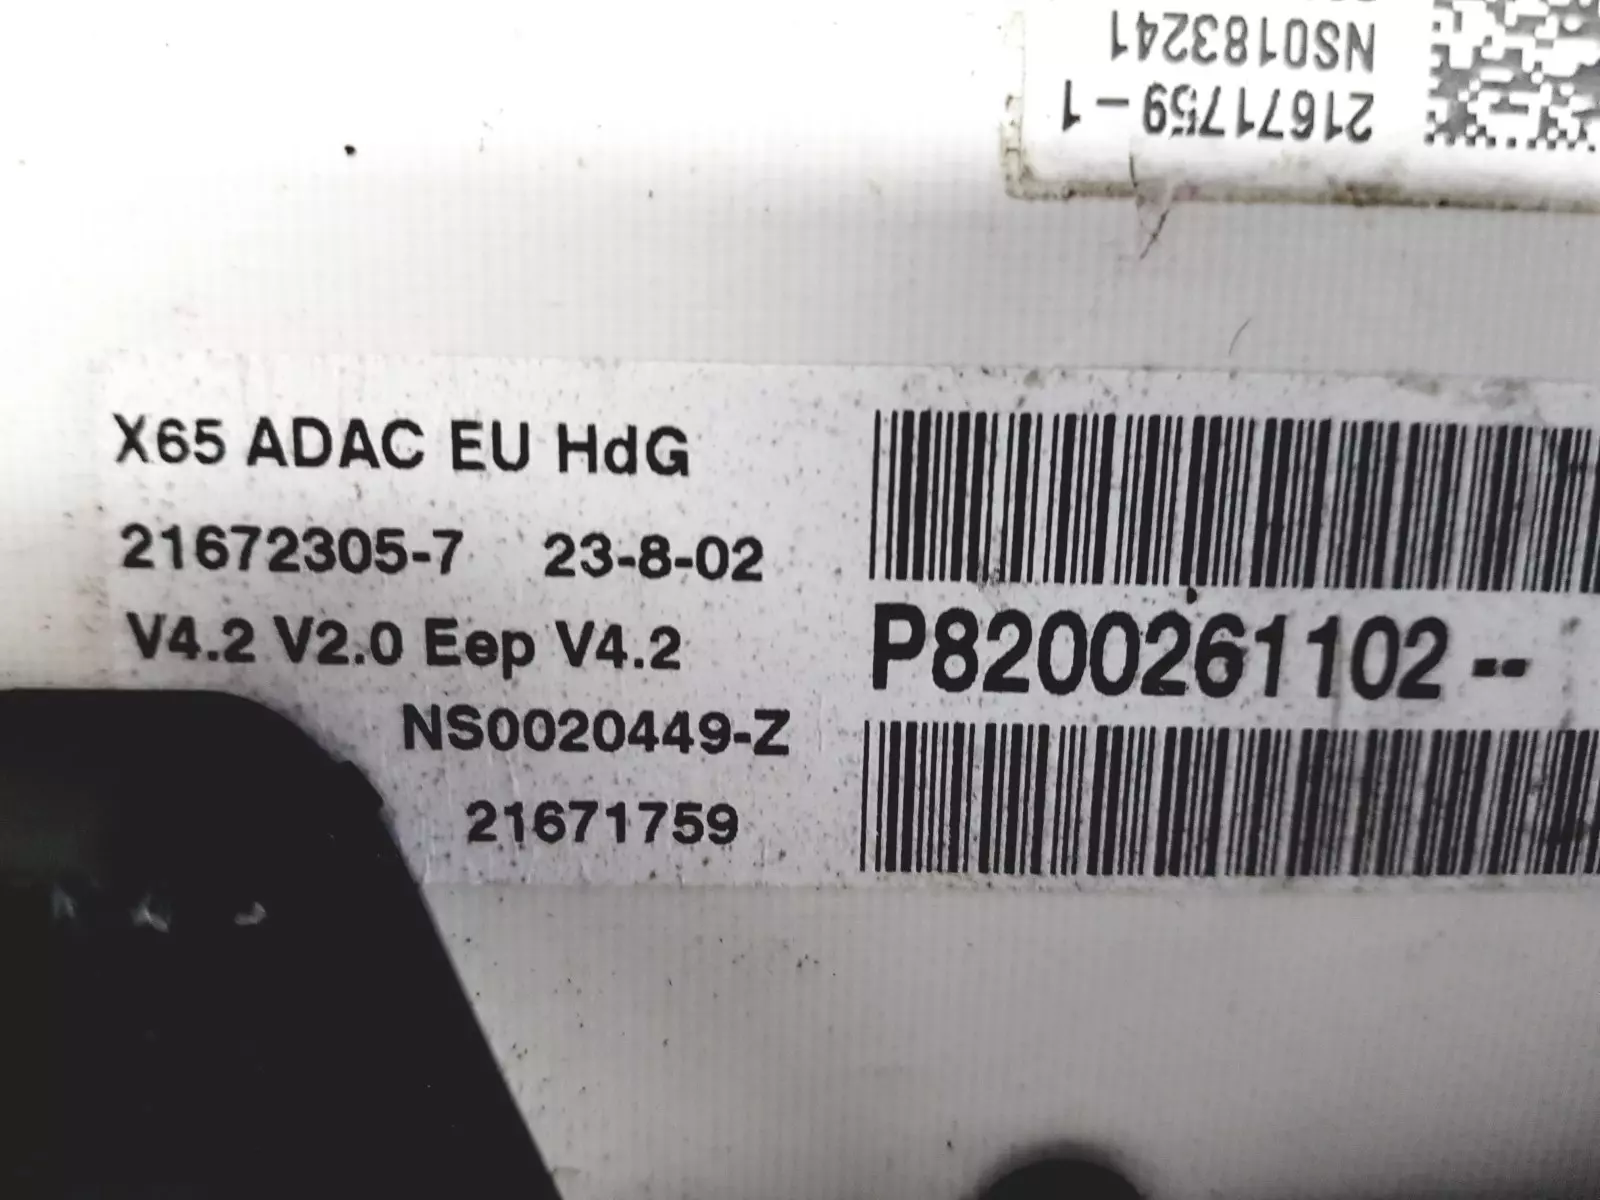 NS0183241
21671759-1
X65 ADAC EU HdG
21672305-7 23-8-02
V4.2 V2.0 Eep V4.2
NS0020449-Z
21671759
P8200261102--